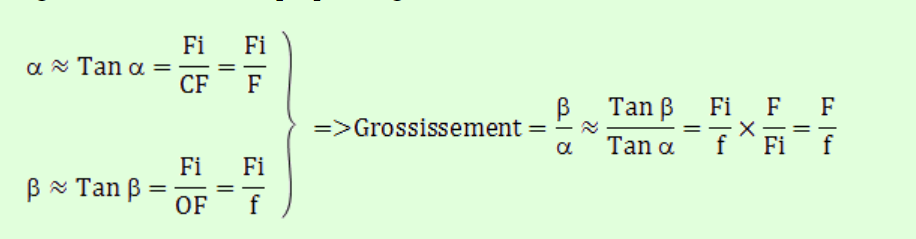 α ≈ Tan α = Fi/CF = Fi/F
=>Grossissement = β/α ≈ Tan β/Tan α = Fi/f × F/Fi = F/f
β ≈ Tan β = Fi/OF = Fi/f